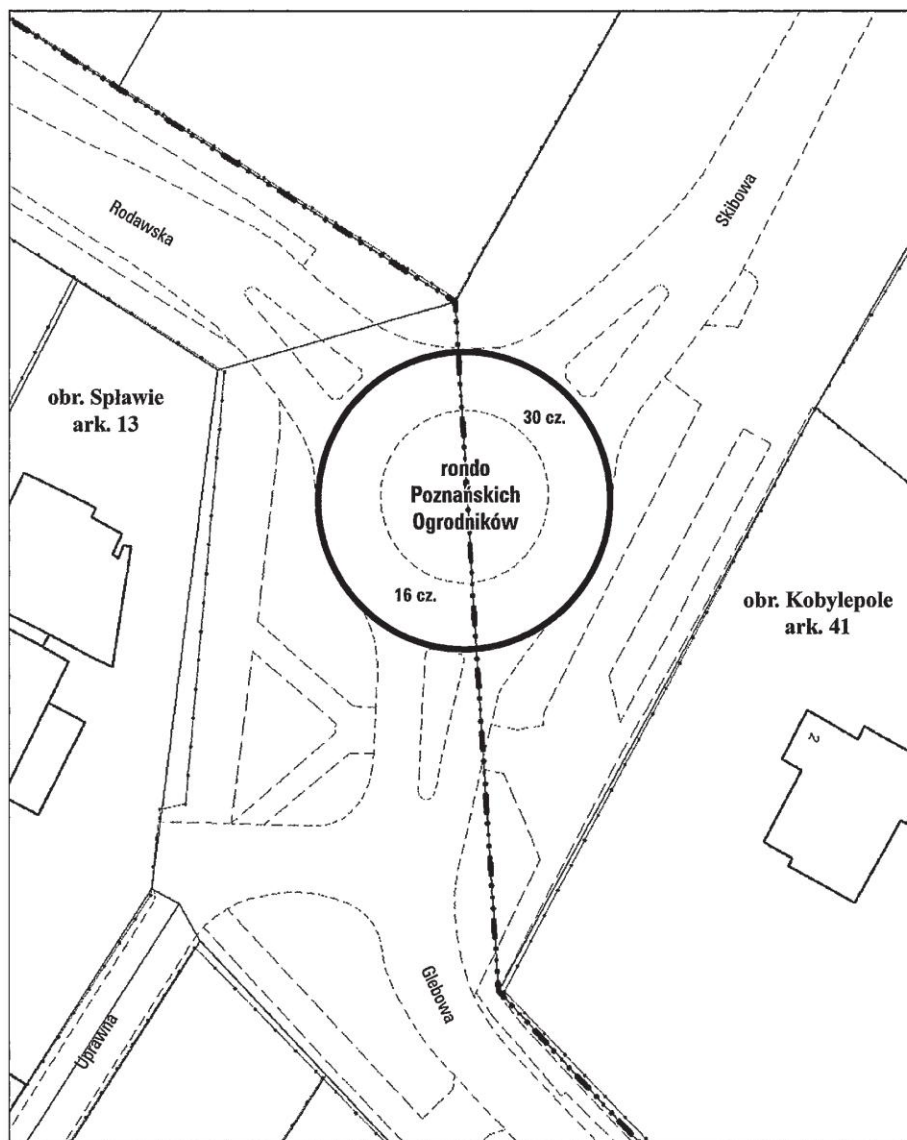 Rodawska
Skibowa
obr. Spławie
ark. 13
30 cz.
rondo
Poznańskich
Ogrodników
16 cz.
obr. Kobylepole
ark. 41
2
Glebowa
Uprawna